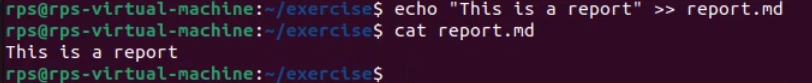 rps@rps-virtual-machine:~/exercise$ echo "This is a report" >> report.md
rps@rps-virtual-machine:~/exercise$ cat report.md
This is a report
rps@rps-virtual-machine:~/exercise$